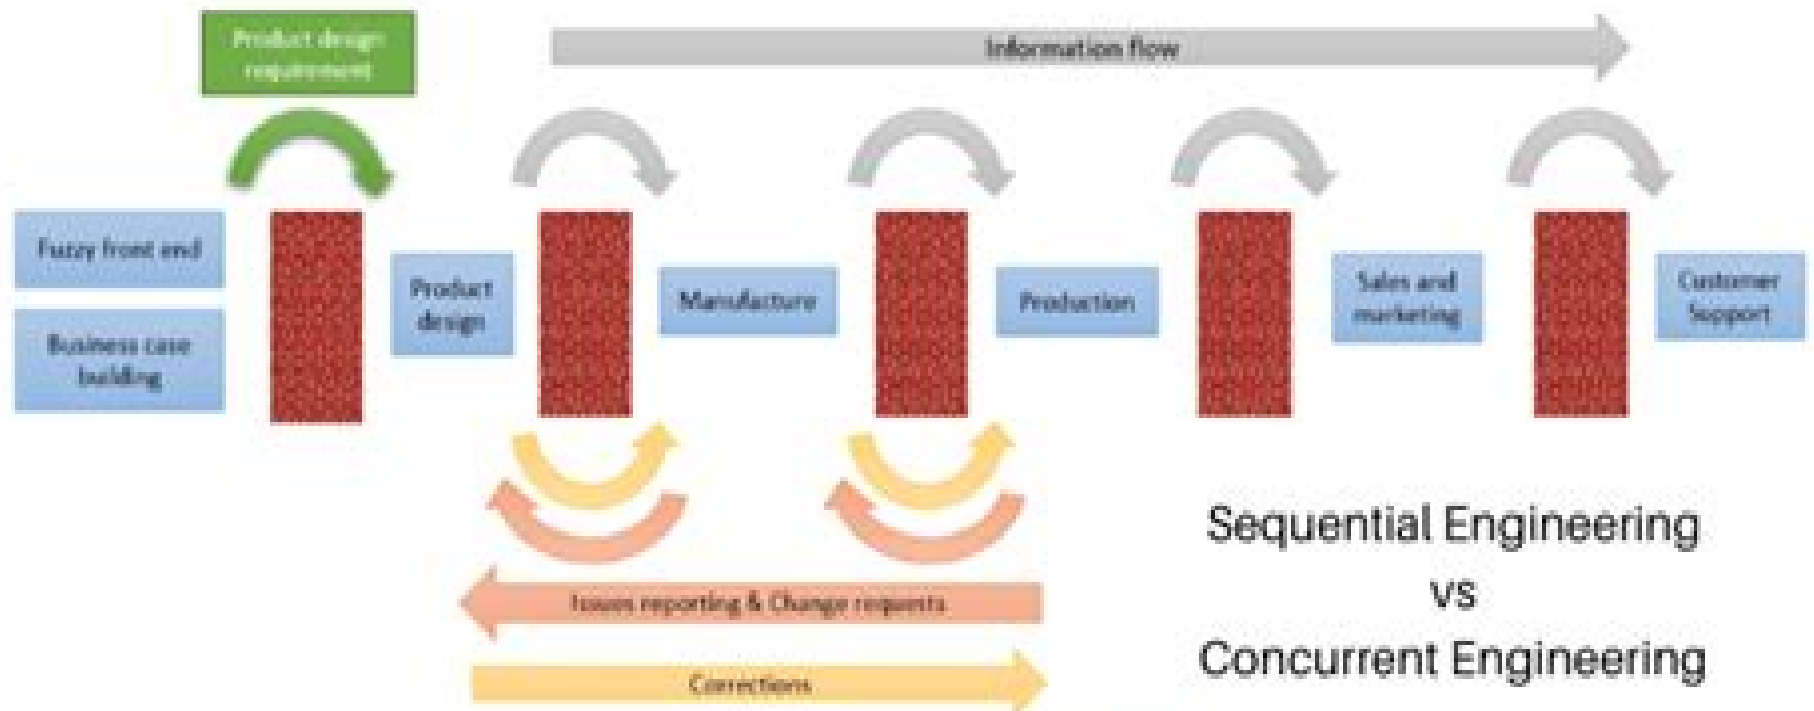 Product design
requirement
Information flow
Fuzzy front end
Business case
building
Product
design
Manufacture
Production
Sales and
marketing
Customer
Support
Issues reporting & Change requests
Corrections
Sequential Engineering
vs
Concurrent Engineering